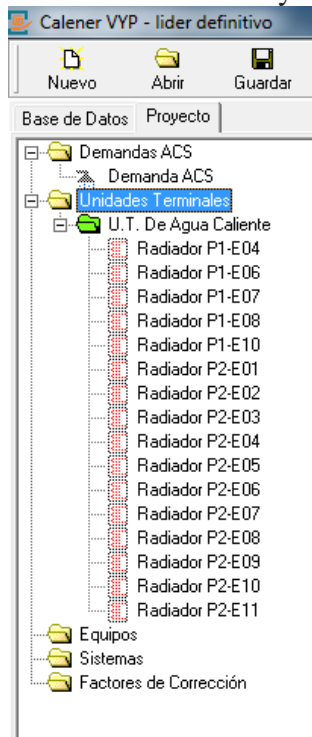 Calener VYP - lider definitivo
Nuevo Abrir Guardar
Base de Datos Proyecto
Demandas ACS
Demanda ACS
Unidades Terminales
U.T. De Agua Caliente
Radiador P1-E04
Radiador P1-E06
Radiador P1-E07
Radiador P1-E08
Radiador P1-E10
Radiador P2-E01
Radiador P2-E02
Radiador P2-E03
Radiador P2-E04
Radiador P2-E05
Radiador P2-E06
Radiador P2-E07
Radiador P2-E08
Radiador P2-E09
Radiador P2-E10
Radiador P2-E11
Equipos
Sistemas
Factores de Corrección